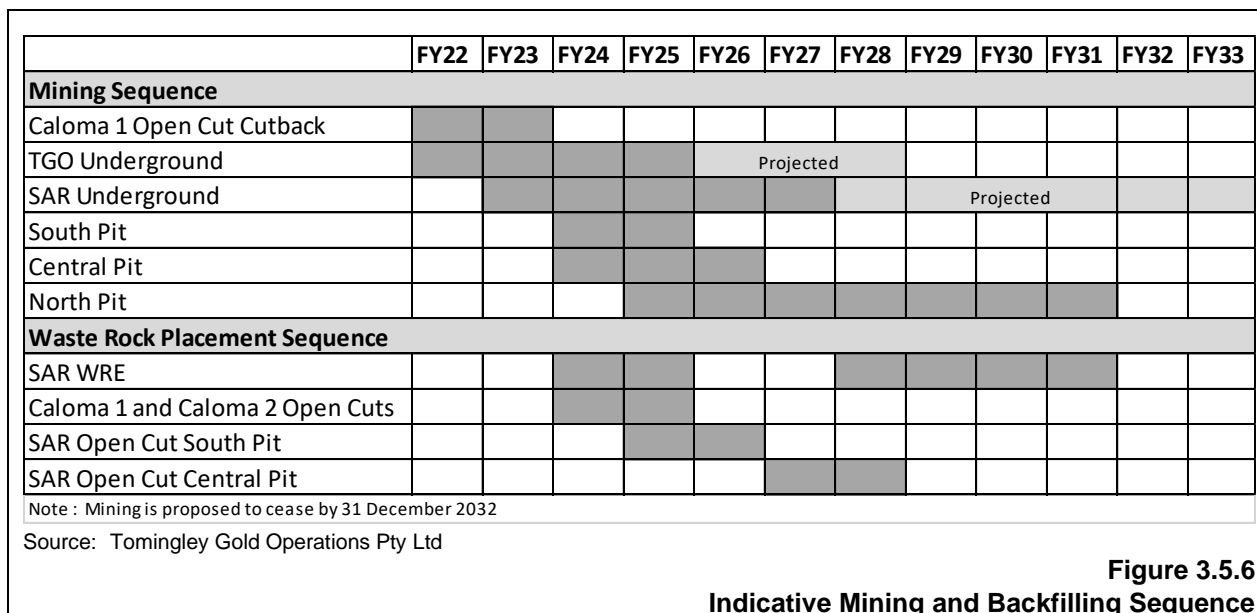 FY22 FY23 FY24 FY25 FY26 FY27 FY28 FY29 FY30 FY31 FY32 FY33
Mining Sequence
Caloma 1 Open Cut Cutback
TGO Underground Projected
SAR Underground Projected
South Pit
Central Pit
North Pit
Waste Rock Placement Sequence
SAR WRE
Caloma 1 and Caloma 2 Open Cuts
SAR Open Cut South Pit
SAR Open Cut Central Pit
Note : Mining is proposed to cease by 31 December 2032
Source: Tomingley Gold Operations Pty Ltd
Figure 3.5.6
Indicative Mining and Backfilling Sequence